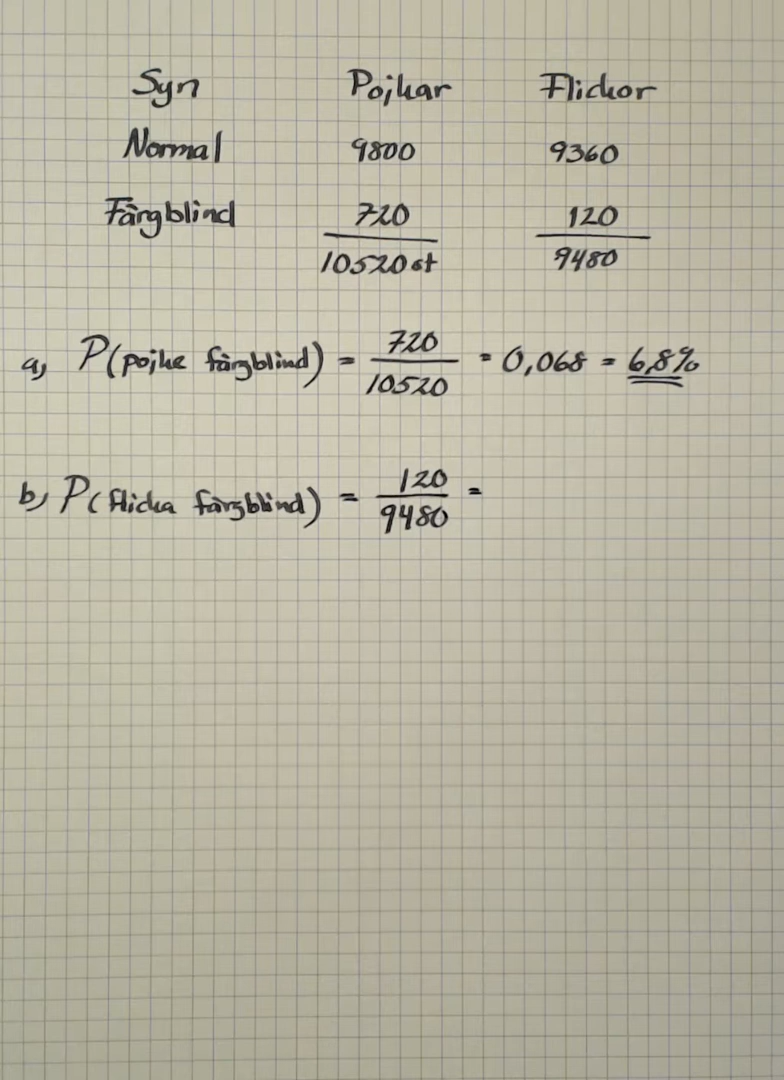 Syn Pojkar Flickor
Normal 9800 9360
Färgblind 720 120
10520 st 9480
a) P(pojke färgblind) = 720/10520 = 0,068 = 6,8%
b) P(flicka färgblind) = 120/9480 =